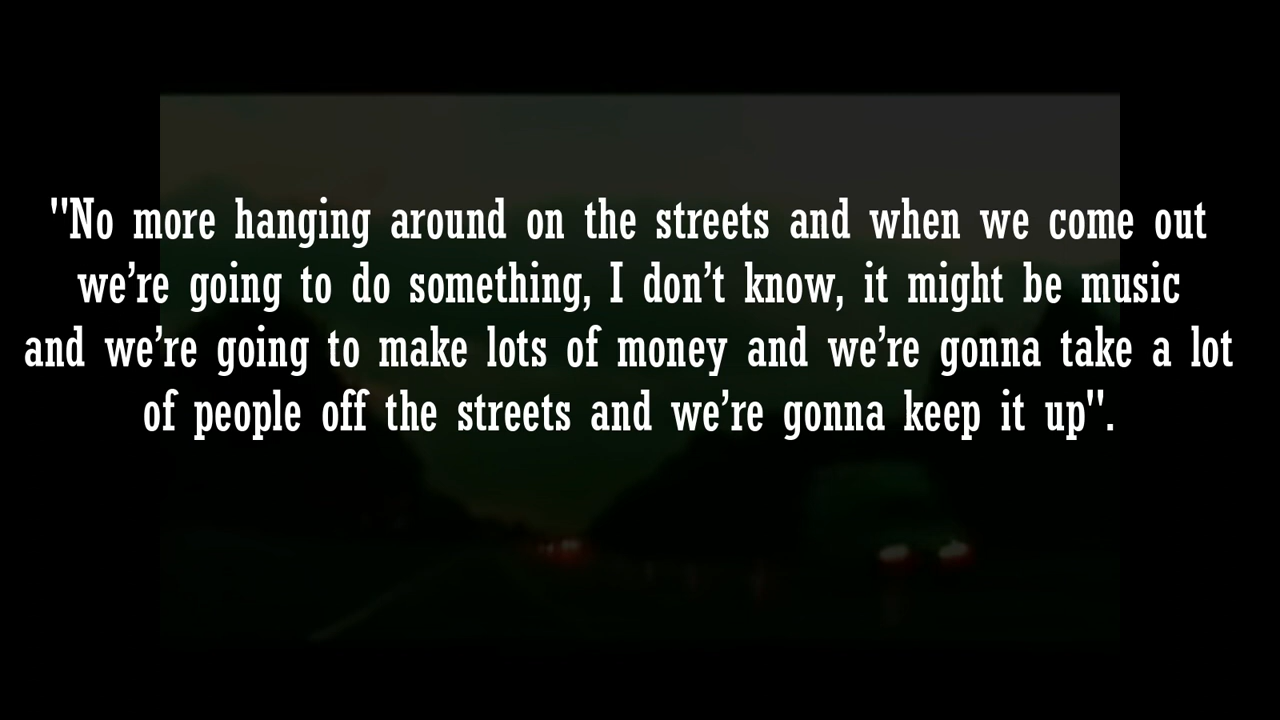 "No more hanging around on the streets and when we come out
we’re going to do something, I don’t know, it might be music
and we’re going to make lots of money and we’re gonna take a lot
of people off the streets and we’re gonna keep it up".